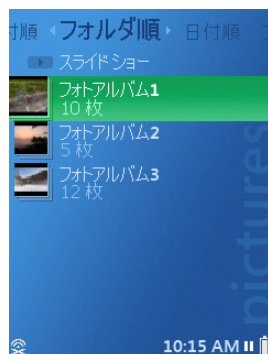 付順 フォルダ順 日付順
スライドショー
フォトアルバム1
10 枚
フォトアルバム2
5 枚
フォトアルバム3
12 枚
pictures
10:15 AM